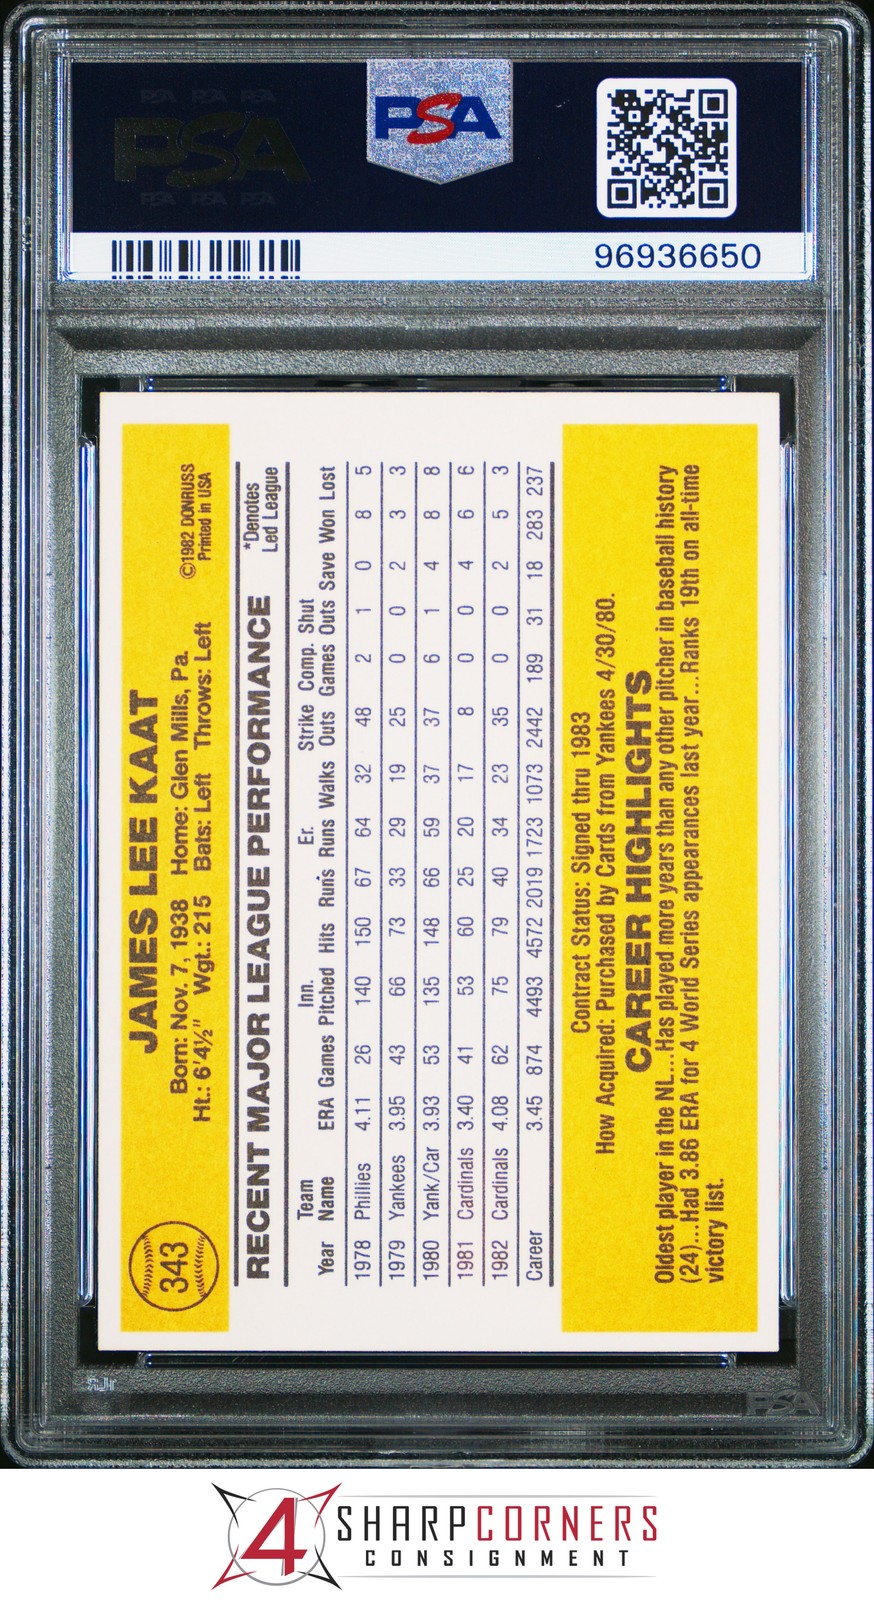 PSA PSA PSA
PSA
PSA PSA PSA
PSA
96936650
343
JAMES LEE KAAT
©1982 DONRUSS
Printed in USA
Born: Nov. 7, 1938 Home: Glen Mills, Pa.
Ht.: 6'4½" Wgt.: 215 Bats: Left Throws: Left
RECENT MAJOR LEAGUE PERFORMANCE
*Denotes
Led League
Team Inn. Er. Strike Comp. Shut
Year Name ERA Games Pitched Hits Runs Runs Walks Outs Games Outs Save Won Lost
1978 Phillies 4.11 26 140 150 67 64 32 48 2 1 0 8 5
1979 Yankees 3.95 43 66 73 33 29 19 25 0 0 2 3 3
1980 Yank/Car 3.93 53 135 148 66 59 37 37 6 1 4 8 8
1981 Cardinals 3.40 41 53 60 25 20 17 8 0 0 4 6 6
1982 Cardinals 4.08 62 75 79 40 34 23 35 0 0 2 5 3
Career 3.45 874 4493 4572 2019 1723 1073 2442 189 31 18 283 237
Contract Status: Signed thru 1983
How Acquired: Purchased by Cards from Yankees 4/30/80.
CAREER HIGHLIGHTS
Oldest player in the NL...Has played more years than any other pitcher in baseball history
(24)...Had 3.86 ERA for 4 World Series appearances last year...Ranks 19th on all-time
victory list.
PSA
4 SHARPCORNERS
CONSIGNMENT